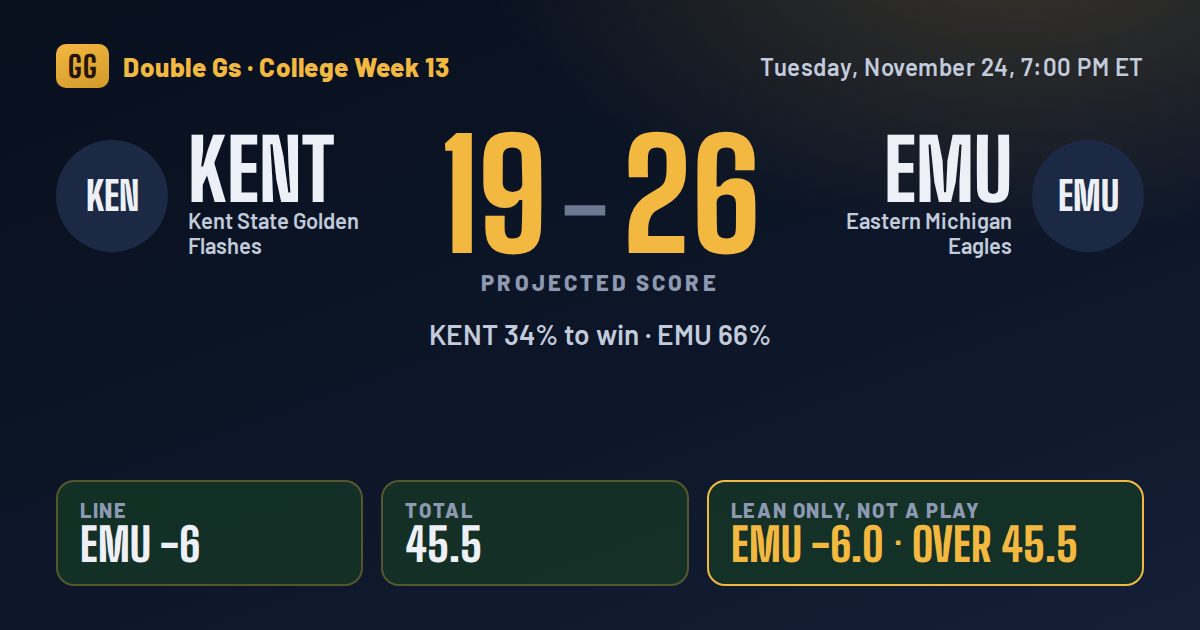 GG Double Gs · College Week 13
Tuesday, November 24, 7:00 PM ET
KEN
KENT
Kent State Golden
Flashes
19 – 26
PROJECTED SCORE
KENT 34% to win · EMU 66%
EMU
Eastern Michigan
Eagles
EMU
LINE
EMU −6
TOTAL
45.5
LEAN ONLY, NOT A PLAY
EMU −6.0 · OVER 45.5